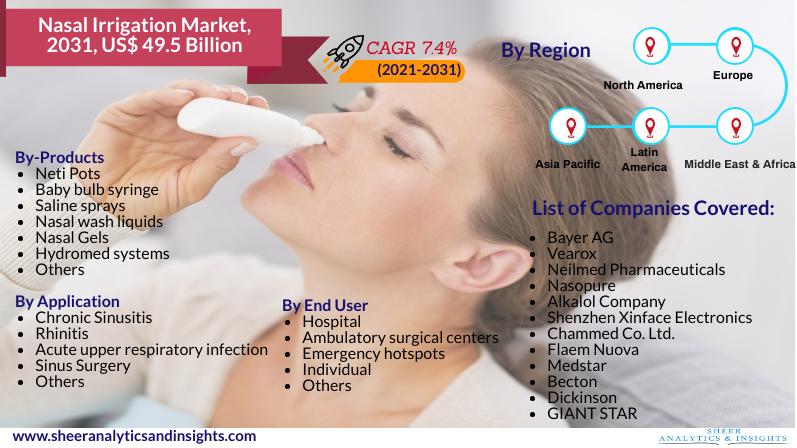 Nasal Irrigation Market,
2031, US$ 49.5 Billion
CAGR 7.4%
(2021-2031)
By Region
North America
Europe
Asia Pacific
Latin
America
Middle East & Africa
By-Products
Neti Pots
Baby bulb syringe
Saline sprays
Nasal wash liquids
Nasal Gels
Hydromed systems
Others
By Application
Chronic Sinusitis
Rhinitis
Acute upper respiratory infection
Sinus Surgery
Others
By End User
Hospital
Ambulatory surgical centers
Emergency hotspots
Individual
Others
List of Companies Covered:
Bayer AG
Vearox
Neilmed Pharmaceuticals
Nasopure
Alkalol Company
Shenzhen Xinface Electronics
Chammed Co. Ltd.
Flaem Nuova
Medstar
Becton
Dickinson
GIANT STAR
www.sheeranalyticsandinsights.com
SHEER
ANALYTICS & INSIGHTS